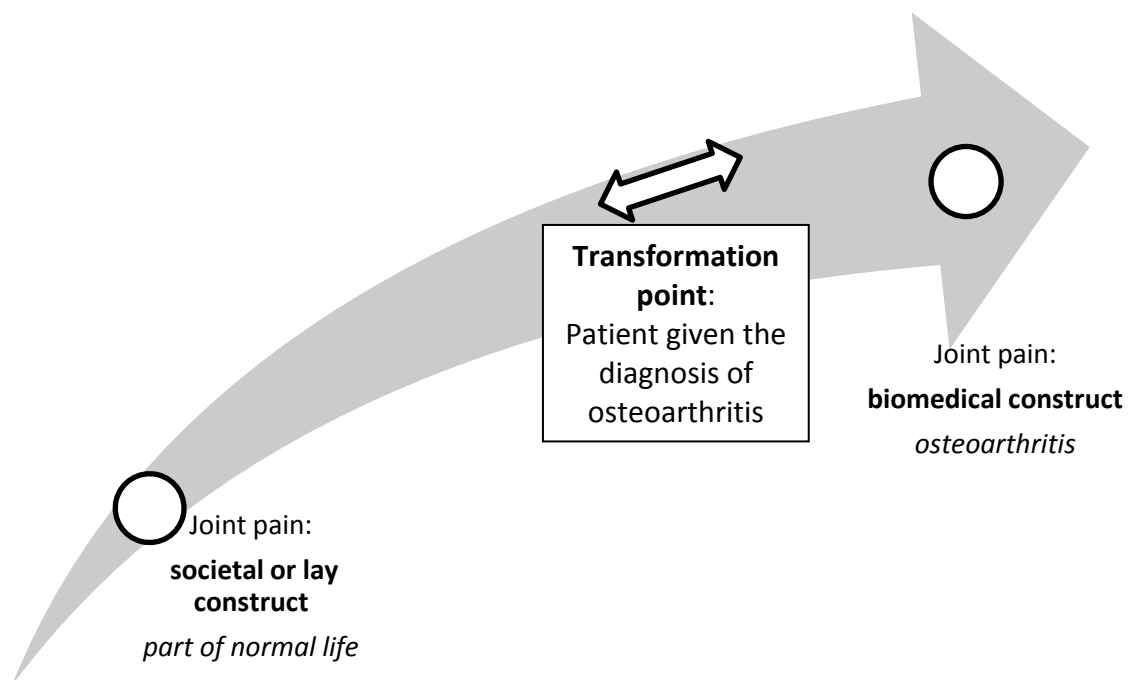 Transformation
point:
Patient given the
diagnosis of
osteoarthritis
Joint pain:
biomedical construct
osteoarthritis
Joint pain:
societal or lay
construct
part of normal life